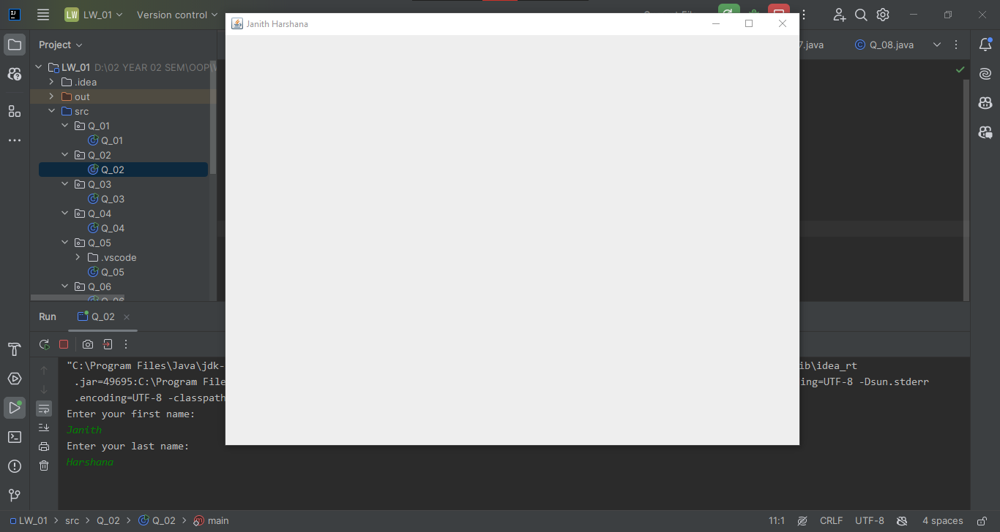 LW LW_01 Version control
Janith Harshana
Project
7.java Q_08.java
LW_01 D:\02 YEAR 02 SEM\OOP\
.idea
out
src
Q_01
Q_01
Q_02
Q_02
Q_03
Q_03
Q_04
Q_04
Q_05
.vscode
Q_05
Q_06
Q_06
Run Q_02
"C:\Program Files\Java\jdk- ib\idea_rt
.jar=49695:C:\Program File ing=UTF-8 -Dsun.stderr
.encoding=UTF-8 -classpath
Enter your first name:
Janith
Enter your last name:
Harshana
LW_01 > src > Q_02 > Q_02 > main 11:1 CRLF UTF-8 4 spaces